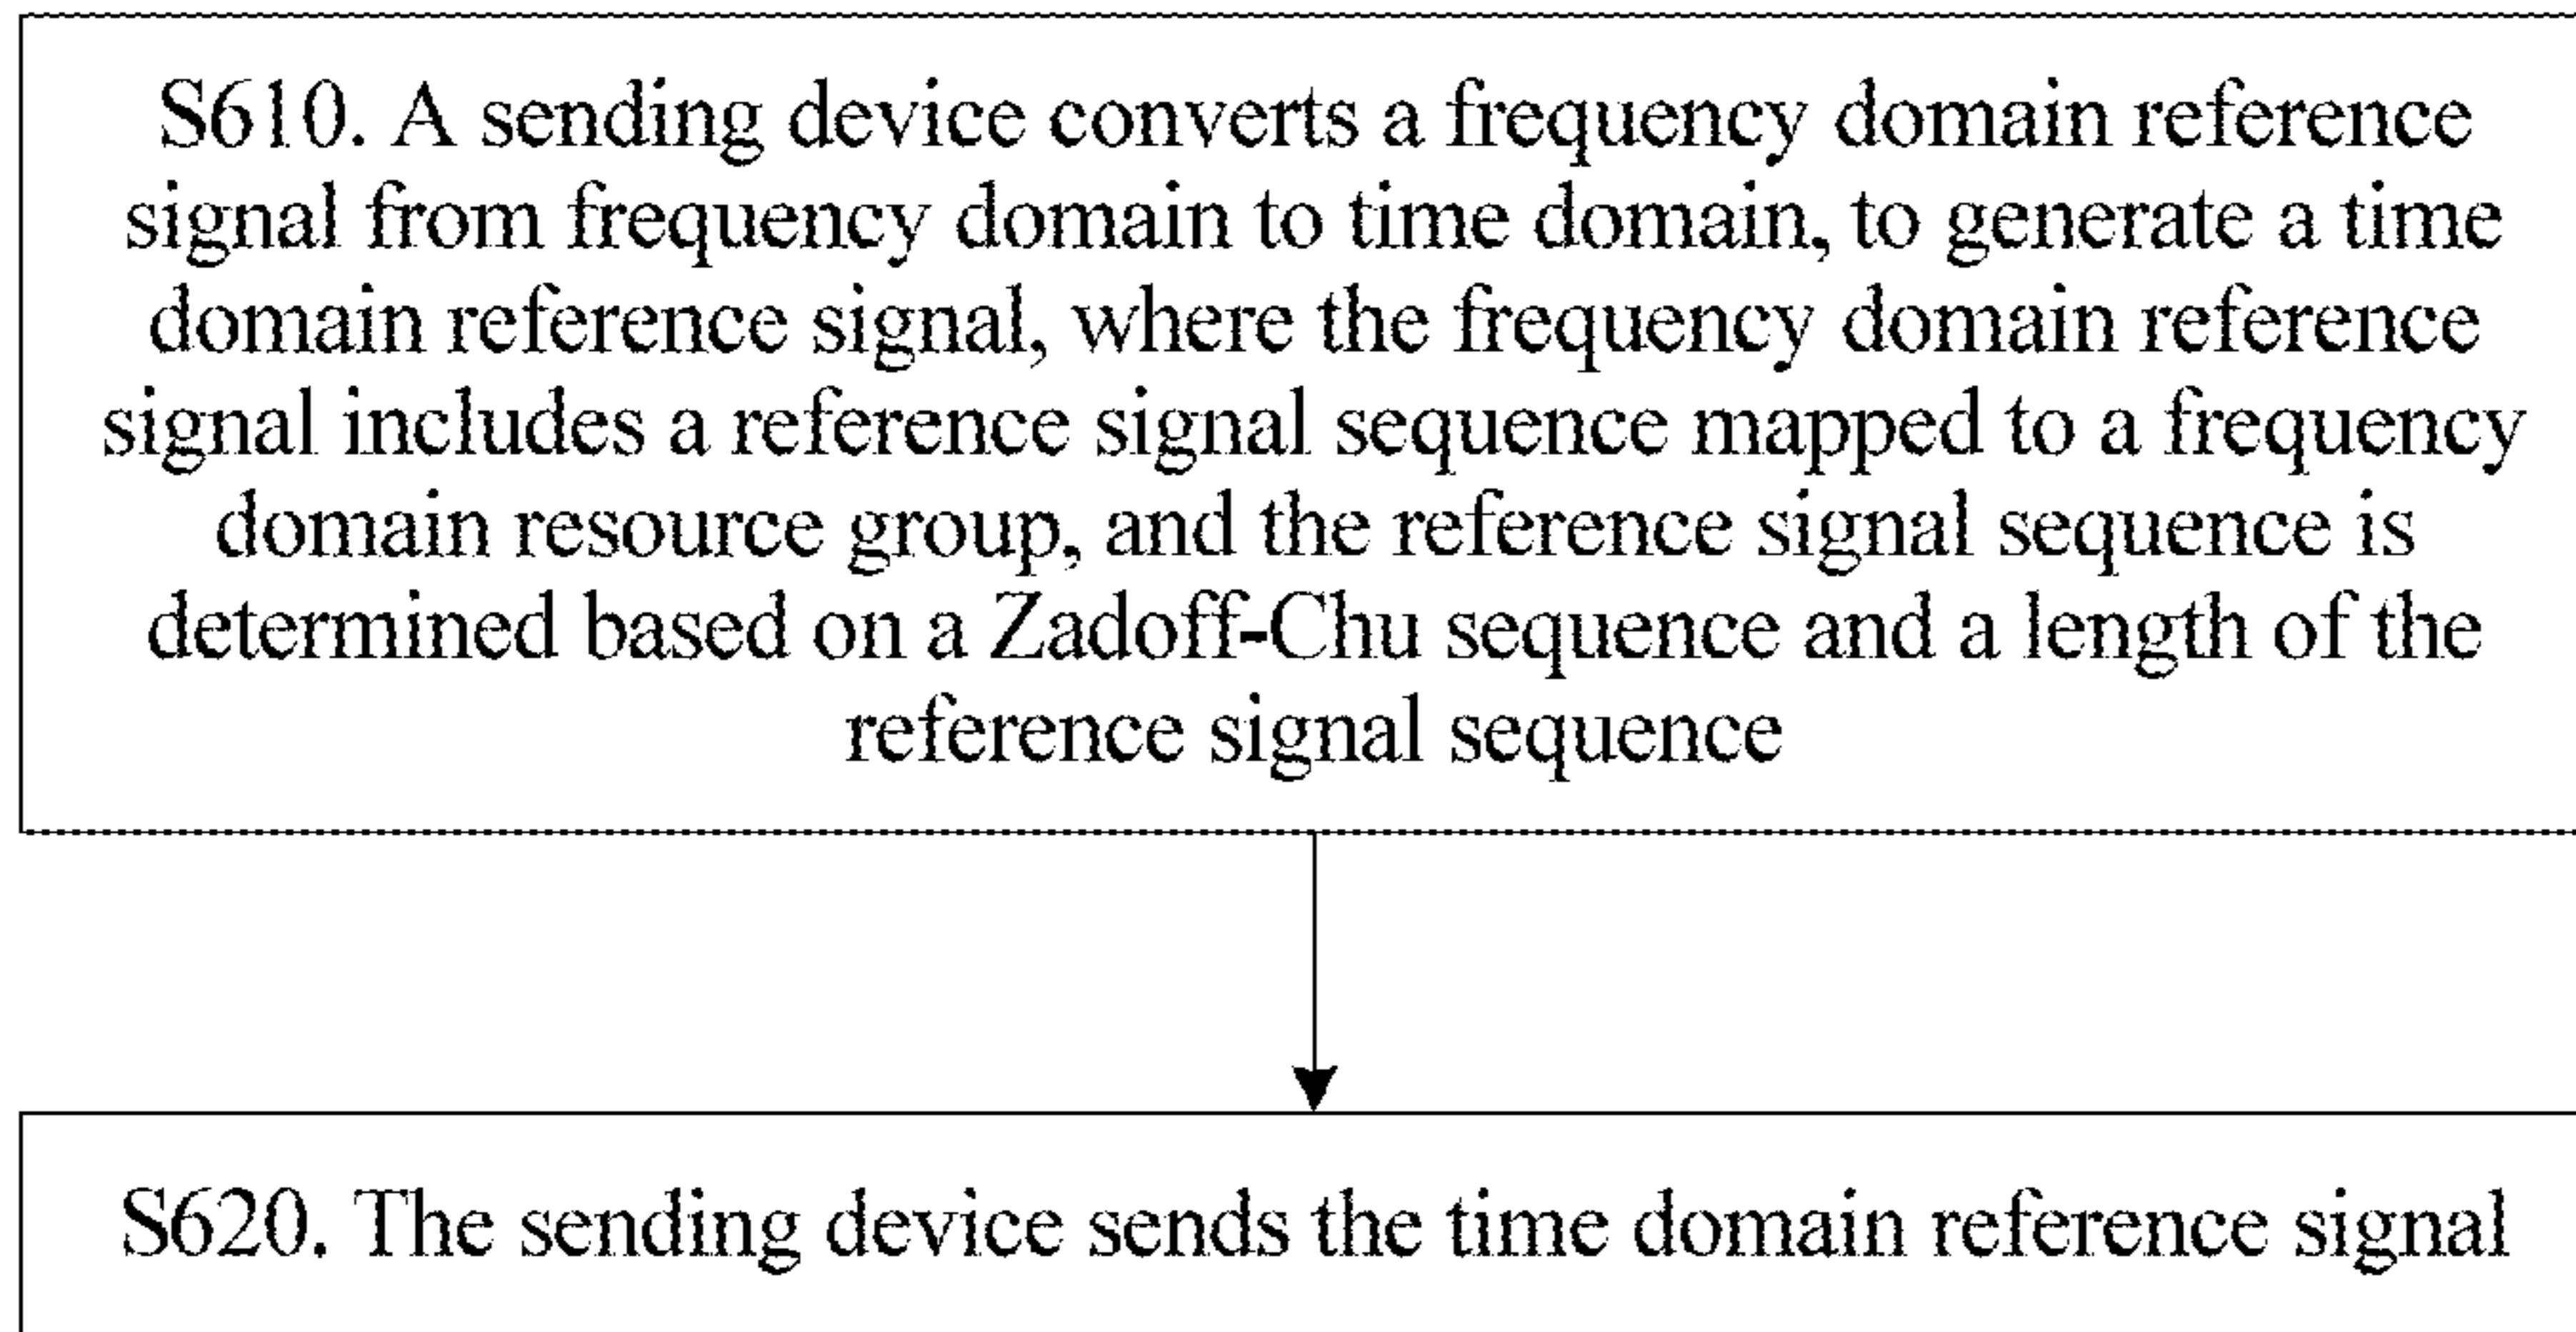 S610. A sending device converts a frequency domain reference
signal from frequency domain to time domain, to generate a time
domain reference signal, where the frequency domain reference
signal includes a reference signal sequence mapped to a frequency
domain resource group, and the reference signal sequence is
determined based on a Zadoff-Chu sequence and a length of the
reference signal sequence
S620. The sending device sends the time domain reference signal